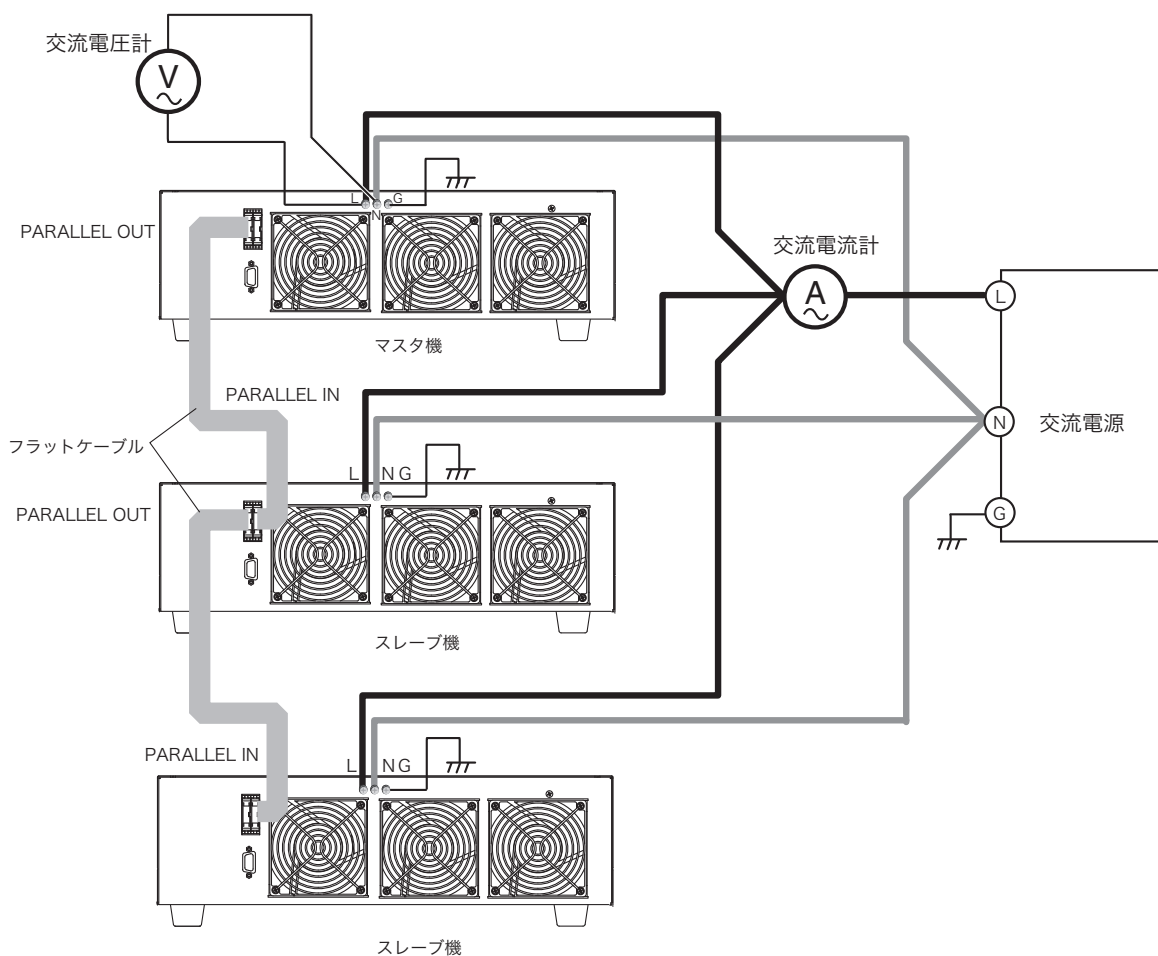 交流電圧計
V
L
N
G
PARALLEL OUT
交流電流計
A
L
マスタ機
PARALLEL IN
フラットケーブル
N
交流電源
L
N G
PARALLEL OUT
G
スレーブ機
PARALLEL IN
L
N G
スレーブ機